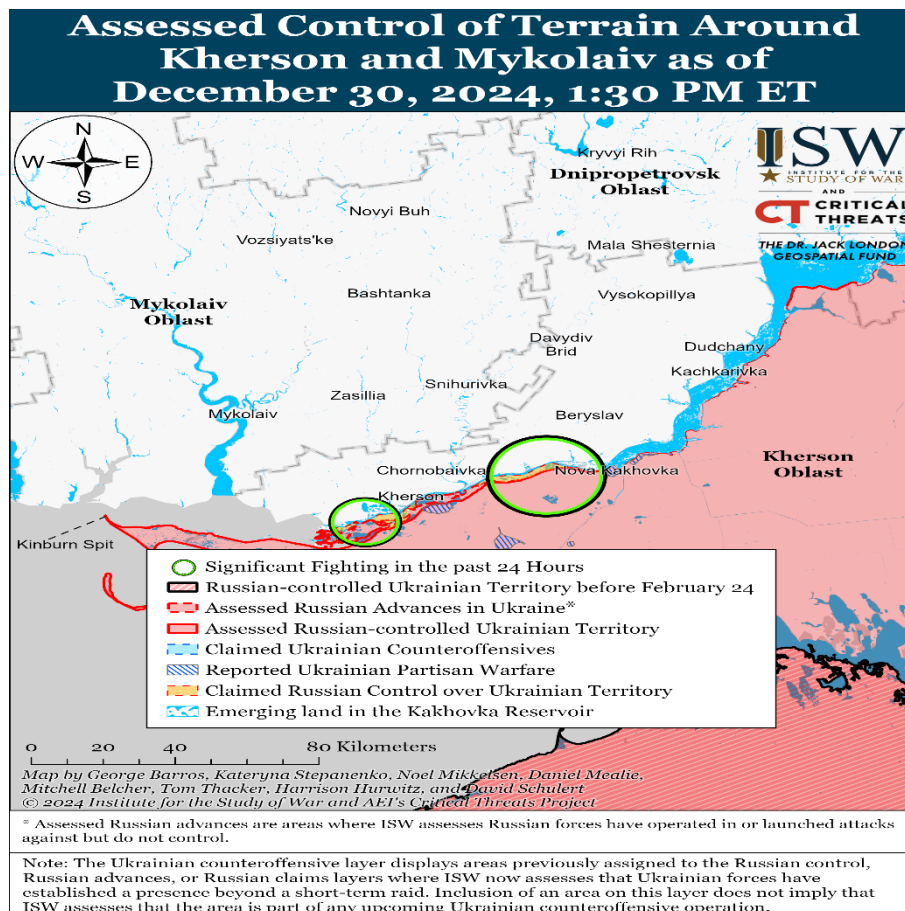 Assessed Control of Terrain Around
Kherson and Mykolaiv as of
December 30, 2024, 1:30 PM ET
N
W E
S
ISW
INSTITUTE FOR THE
STUDY OF WAR
AND
CT CRITICAL
THREATS
THE DR. JACK LONDON
GEOSPATIAL FUND
Kryvyi Rih
Dnipropetrovsk
Oblast
Novyi Buh
Vozsiyats'ke
Mala Shesternia
Bashtanka
Vysokopillya
Mykolaiv
Oblast
Davydiv
Brid
Dudchany
Kachkarivka
Snihurivka
Zasillia
Mykolaiv
Beryslav
Chornobaivka
Nova Kakhovka
Kherson
Oblast
Kherson
Kinburn Spit
Significant Fighting in the past 24 Hours
Russian-controlled Ukrainian Territory before February 24
Assessed Russian Advances in Ukraine*
Assessed Russian-controlled Ukrainian Territory
Claimed Ukrainian Counteroffensives
Reported Ukrainian Partisan Warfare
Claimed Russian Control over Ukrainian Territory
Emerging land in the Kakhovka Reservoir
0 20 40 80 Kilometers
Map by George Barros, Kateryna Stepanenko, Noel Mikkelsen, Daniel Mealie,
Mitchell Belcher, Tom Thacker, Harrison Hurwitz, and David Schulert
© 2024 Institute for the Study of War and AEI's Critical Threats Project
* Assessed Russian advances are areas where ISW assesses Russian forces have operated in or launched attacks
against but do not control.
Note: The Ukrainian counteroffensive layer displays areas previously assigned to the Russian control,
Russian advances, or Russian claims layers where ISW now assesses that Ukrainian forces have
established a presence beyond a short-term raid. Inclusion of an area on this layer does not imply that
ISW assesses that the area is part of any upcoming Ukrainian counteroffensive operation.